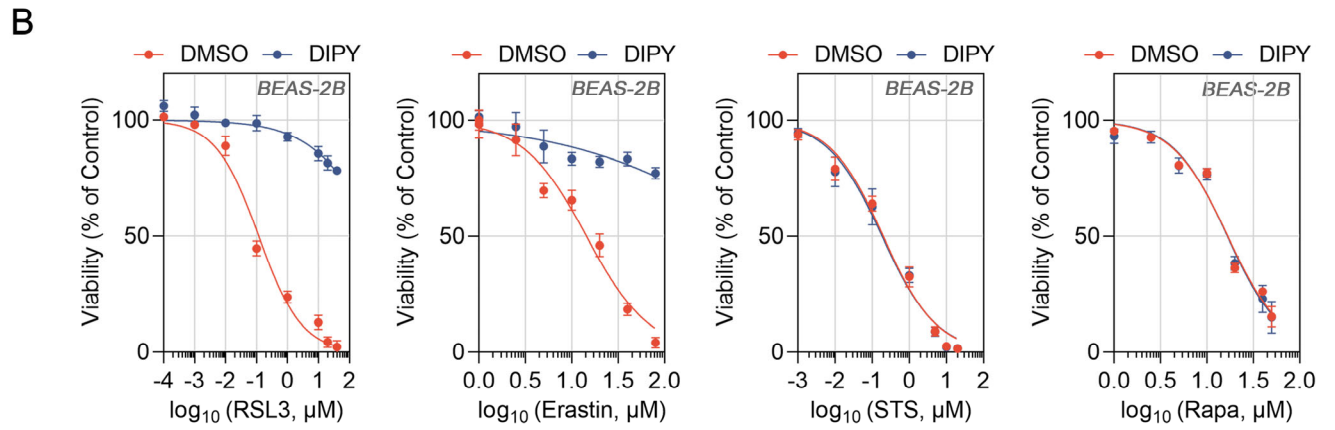 B
DMSO DIPY
BEAS-2B
Viability (% of Control)
100
50
0
-4 -3 -2 -1 0 1 2
log10 (RSL3, µM)
DMSO DIPY
BEAS-2B
Viability (% of Control)
100
50
0
0.0 0.5 1.0 1.5 2.0
log10 (Erastin, µM)
DMSO DIPY
BEAS-2B
Viability (% of Control)
100
50
0
-3 -2 -1 0 1 2
log10 (STS, µM)
DMSO DIPY
BEAS-2B
Viability (% of Control)
100
50
0
0.0 0.5 1.0 1.5 2.0
log10 (Rapa, µM)